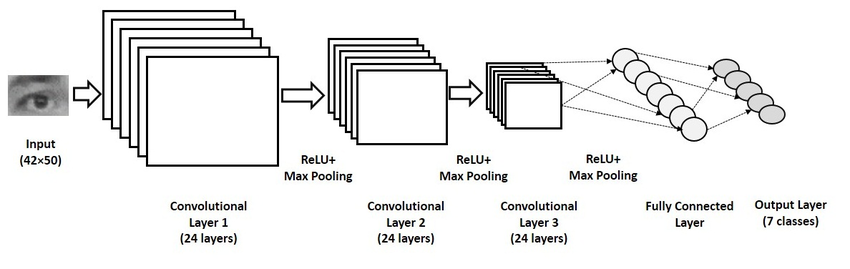 Input
(42×50)
ReLU+
Max Pooling
ReLU+
Max Pooling
ReLU+
Max Pooling
Convolutional
Layer 1
(24 layers)
Convolutional
Layer 2
(24 layers)
Convolutional
Layer 3
(24 layers)
Fully Connected
Layer
Output Layer
(7 classes)